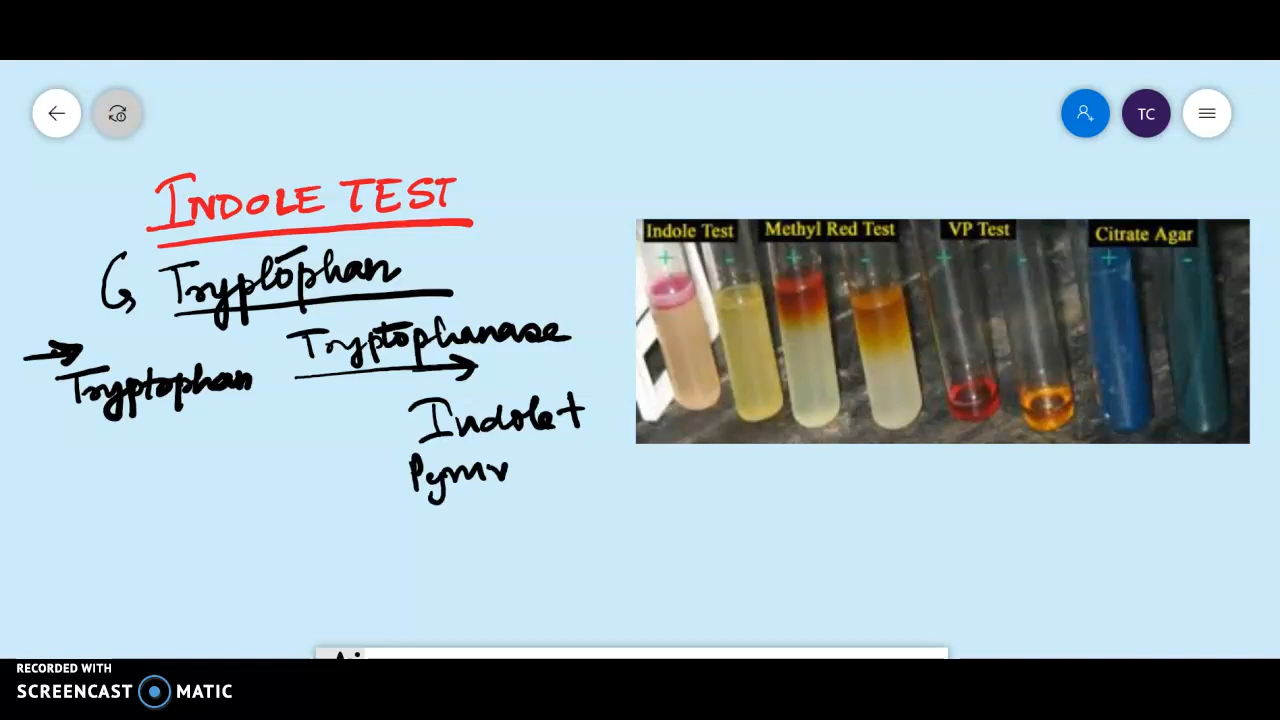 TC
INDOLE TEST
Tryptophan
Tryptophanase
Tryptophan
Indole +
Pyruv
Indole Test
Methyl Red Test
VP Test
Citrate Agar
+ - + - + - + -
RECORDED WITH
SCREENCAST MATIC